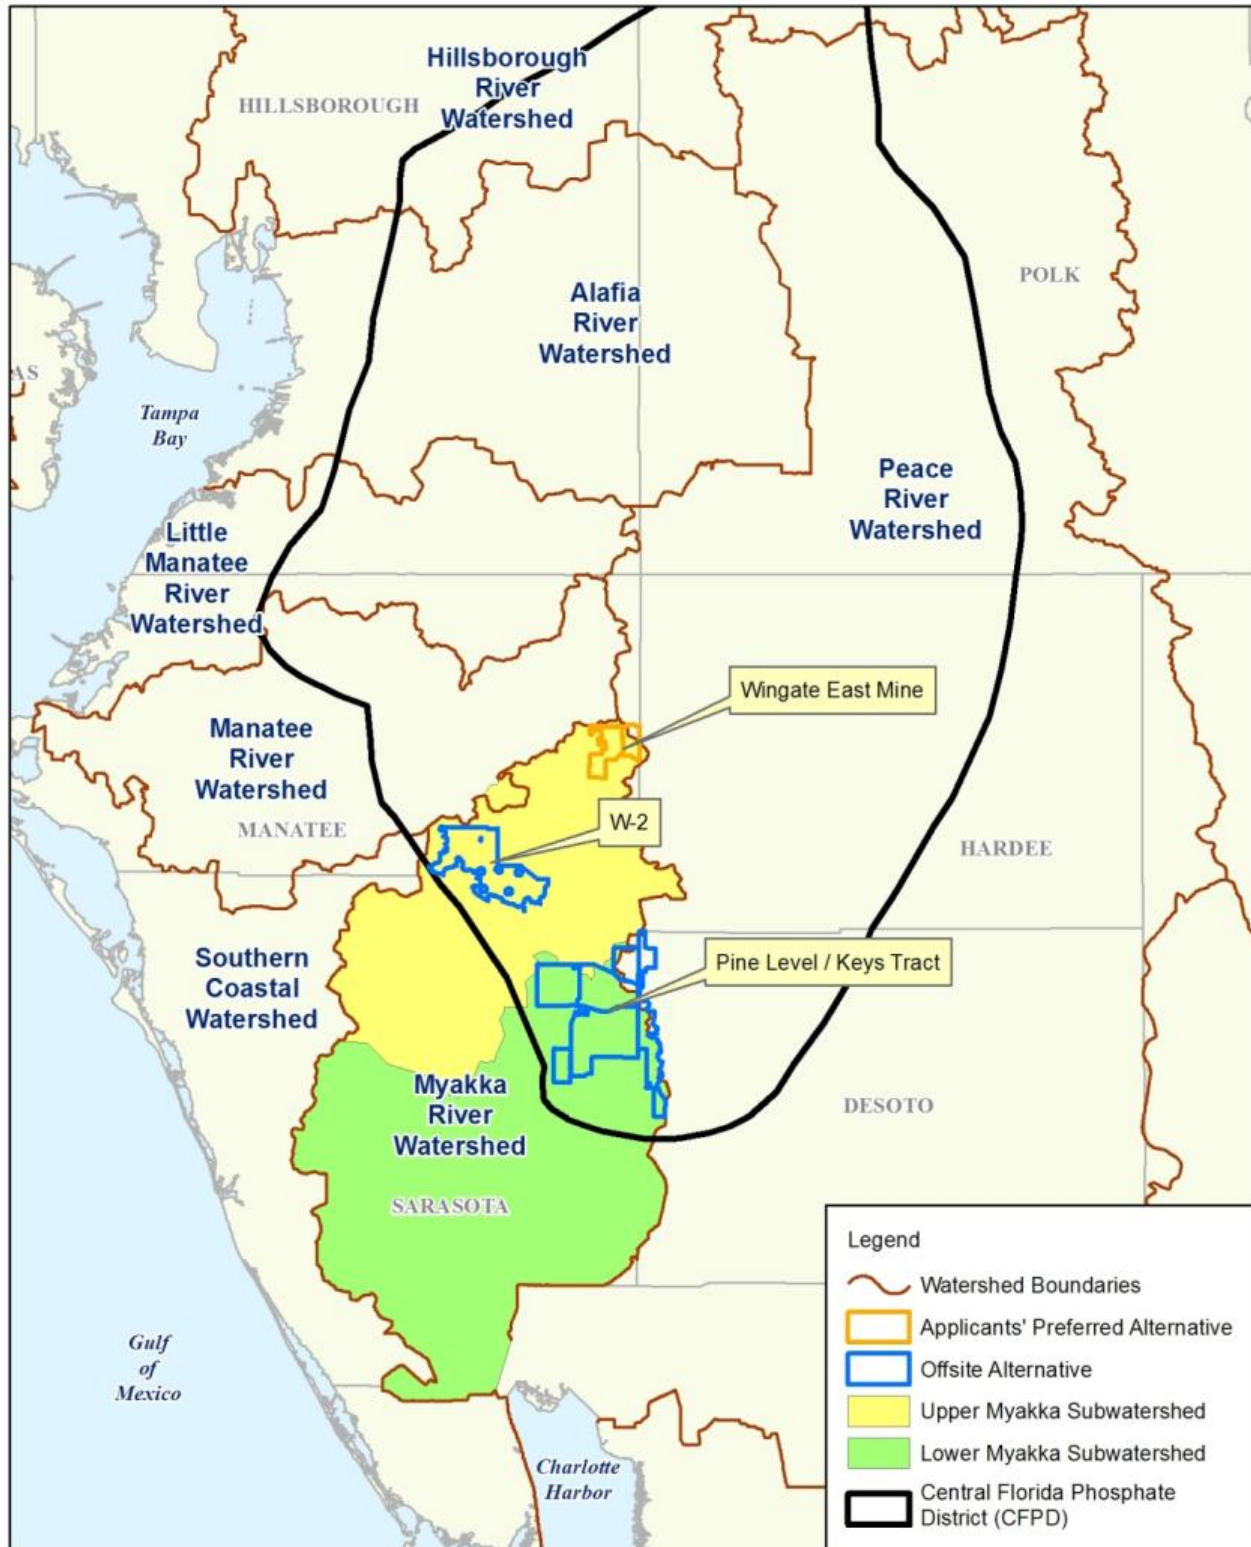 Hillsborough
River
Watershed
HILLSBOROUGH
POLK
Alafia
River
Watershed
AS
Tampa
Bay
Peace
River
Watershed
Little
Manatee
River
Watershed
Wingate East Mine
Manatee
River
Watershed
MANATEE
W-2
HARDEE
Southern
Coastal
Watershed
Pine Level / Keys Tract
Myakka
River
Watershed
DESOTO
SARASOTA
Gulf
of
Mexico
Charlotte
Harbor
Legend
Watershed Boundaries
Applicants' Preferred Alternative
Offsite Alternative
Upper Myakka Subwatershed
Lower Myakka Subwatershed
Central Florida Phosphate
District (CFPD)